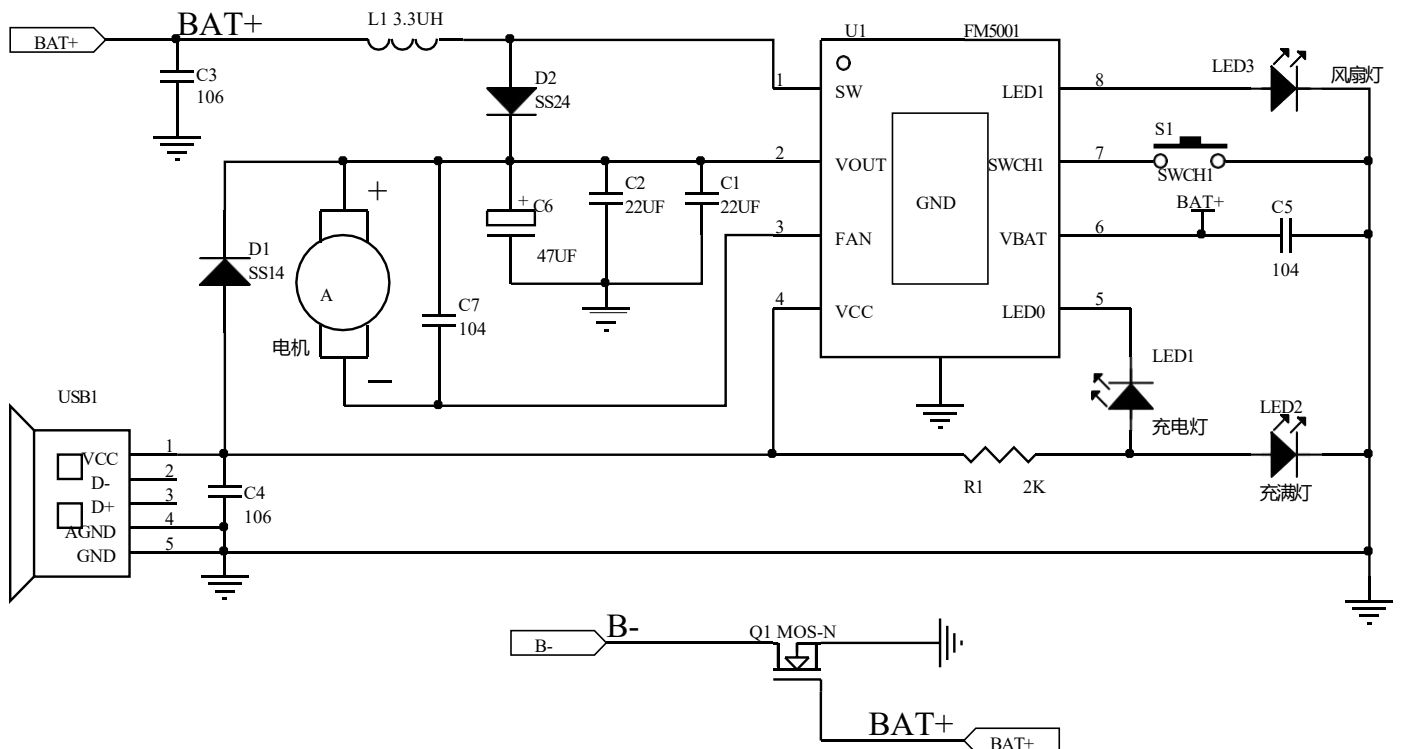 BAT+
BAT+
L1 3.3UH
C3
106
D2
SS24
U1
FM5001
1
SW
2
VOUT
3
FAN
4
VCC
GND
8
LED1
7
SWCH1
6
VBAT
5
LED0
LED3
风扇灯
S1
SWCH1
BAT+
C5
104
C2
22UF
C1
22UF
+
C6
47UF
D1
SS14
+
A
电机
—
C7
104
LED1
充电灯
LED2
充满灯
R1 2K
USB1
VCC
1
D-
2
D+
3
AGND
4
GND
5
C4
106
B-
B-
Q1 MOS-N
BAT+
BAT+